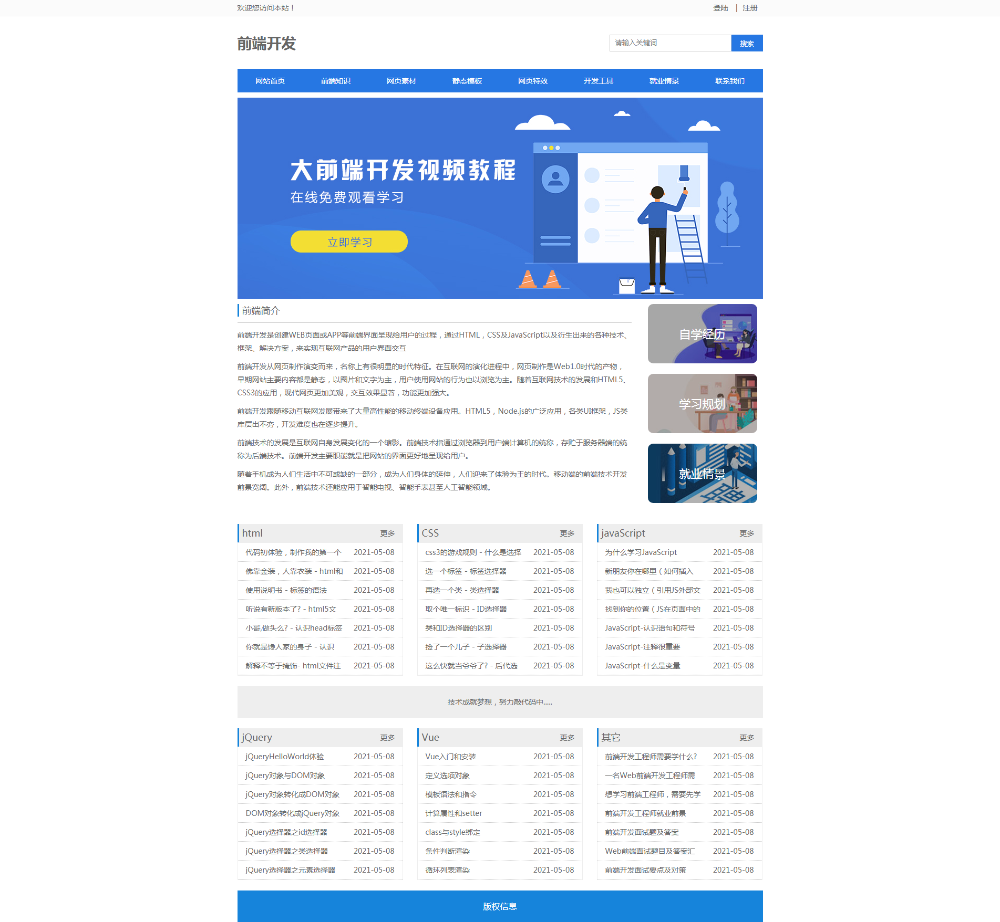 欢迎您访问本站！
登陆 | 注册
前端开发
请输入关键词 搜索
网站首页 前端知识 网页素材 静态模板 网页特效 开发工具 就业情景 联系我们
大前端开发视频教程
在线免费观看学习
立即学习
前端简介
前端开发是创建WEB页面或APP等前端界面呈现给用户的过程，通过HTML，CSS及JavaScript以及衍生出来的各种技术、
框架、解决方案，来实现互联网产品的用户界面交互
前端开发从网页制作演变而来，名称上有很明显的时代特征。在互联网的演化进程中，网页制作是Web1.0时代的产物，
早期网站主要内容都是静态，以图片和文字为主，用户使用网站的行为也以浏览为主。随着互联网技术的发展和HTML5、
CSS3的应用，现代网页更加美观，交互效果显著，功能更加强大。
前端开发跟随移动互联网发展带来了大量高性能的移动终端设备应用。HTML5，Node.js的广泛应用，各类UI框架，JS类
库层出不穷，开发难度也在逐步提升。
前端技术的发展是互联网自身发展变化的一个缩影。前端技术指通过浏览器到用户端计算机的统称，存贮于服务器端的统
称为后端技术。前端开发主要职能就是把网站的界面更好地呈现给用户。
随着手机成为人们生活中不可或缺的一部分，成为人们身体的延伸，人们迎来了体验为王的时代。移动端的前端技术开发
前景宽阔。此外，前端技术还能应用于智能电视、智能手表甚至人工智能领域。
自学经历
学习规划
就业情景
html 更多
代码初体验，制作我的第一个 2021-05-08
佛靠金装，人靠衣装 - html和 2021-05-08
使用说明书 - 标签的语法 2021-05-08
听说有新版本了? - html5文 2021-05-08
小哥,做头么? - 认识head标签 2021-05-08
你就是馋人家的身子 - 认识 2021-05-08
解释不等于掩饰- html文件注 2021-05-08
CSS 更多
css3的游戏规则 - 什么是选择 2021-05-08
选一个标签 - 标签选择器 2021-05-08
再选一个类 - 类选择器 2021-05-08
取个唯一标识 - ID选择器 2021-05-08
类和ID选择器的区别 2021-05-08
捡了一个儿子 - 子选择器 2021-05-08
这么快就当爷爷了? - 后代选 2021-05-08
javaScript 更多
为什么学习JavaScript 2021-05-08
新朋友你在哪里（如何插入 2021-05-08
我也可以独立（引用JS外部文 2021-05-08
找到你的位置（JS在页面中的 2021-05-08
JavaScript-认识语句和符号 2021-05-08
JavaScript-注释很重要 2021-05-08
JavaScript-什么是变量 2021-05-08
技术成就梦想，努力敲代码中.....
jQuery 更多
jQueryHelloWorld体验 2021-05-08
jQuery对象与DOM对象 2021-05-08
jQuery对象转化成DOM对象 2021-05-08
DOM对象转化成jQuery对象 2021-05-08
jQuery选择器之id选择器 2021-05-08
jQuery选择器之类选择器 2021-05-08
jQuery选择器之元素选择器 2021-05-08
Vue 更多
Vue入门和安装 2021-05-08
定义选项对象 2021-05-08
模板语法和指令 2021-05-08
计算属性和setter 2021-05-08
class与style绑定 2021-05-08
条件判断渲染 2021-05-08
循环列表渲染 2021-05-08
其它 更多
前端开发工程师需要学什么? 2021-05-08
一名Web前端开发工程师需 2021-05-08
想学习前端工程师，需要先学 2021-05-08
前端开发工程师就业前景 2021-05-08
前端开发面试题及答案 2021-05-08
Web前端面试题目及答案汇 2021-05-08
前端开发面试要点及对策 2021-05-08
版权信息